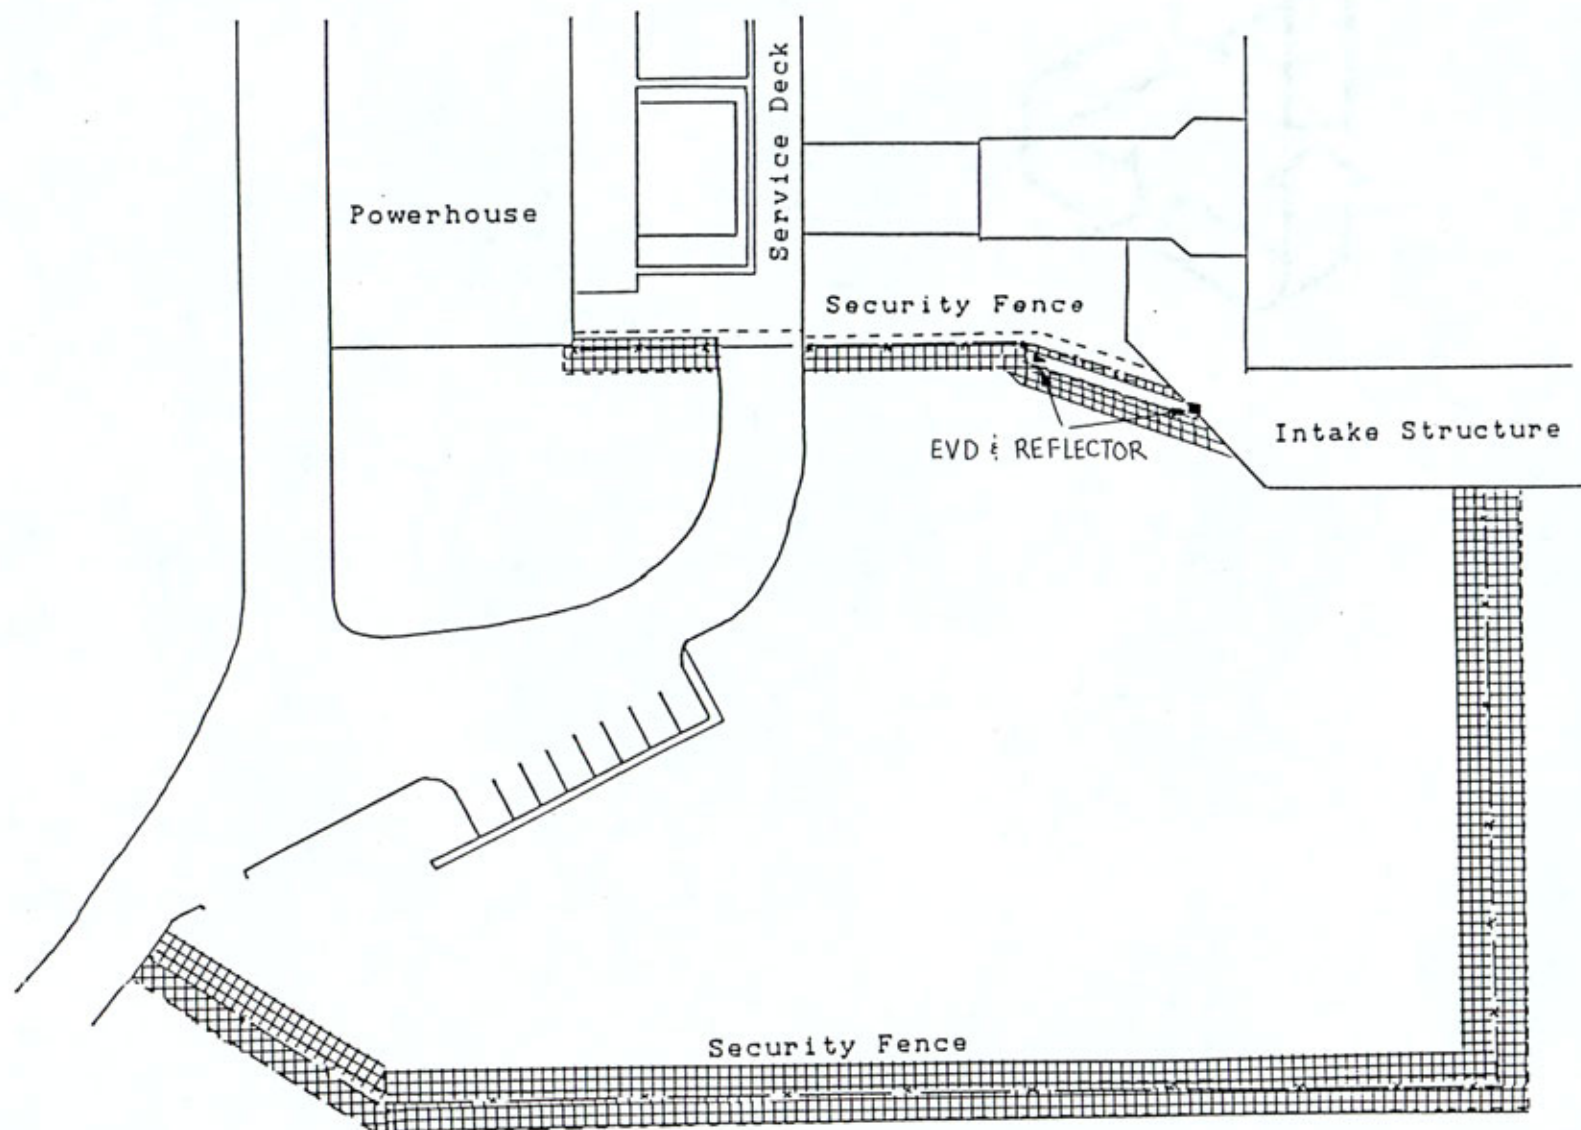 Service Deck
Powerhouse
Security Fence
Intake Structure
EVD & REFLECTOR
Security Fence